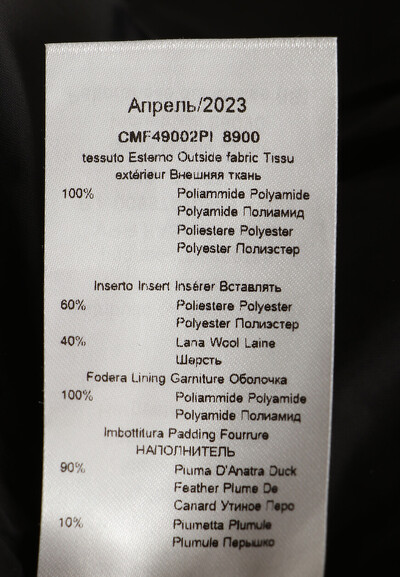 Апрель/2023
CMF49002PI 8900
tessuto Esterno Outside fabric Tissu
extérieur Внешняя ткань
100% Poliammide Polyamide
Polyamide Полиамид
Poliestere Polyester
Polyester Полиэстер
Inserto Insert Insérer Вставлять
60% Poliestere Polyester
Polyester Полиэстер
40% Lana Wool Laine
Шерсть
Fodera Lining Garniture Оболочка
100% Poliammide Polyamide
Polyamide Полиамид
Imbottitura Padding Fourrure
НАПОЛНИТЕЛЬ
90% Piuma D'Anatra Duck
Feather Plume De
Canard Утиное Перо
10% Piumetta Plumule
Plumule Перышко